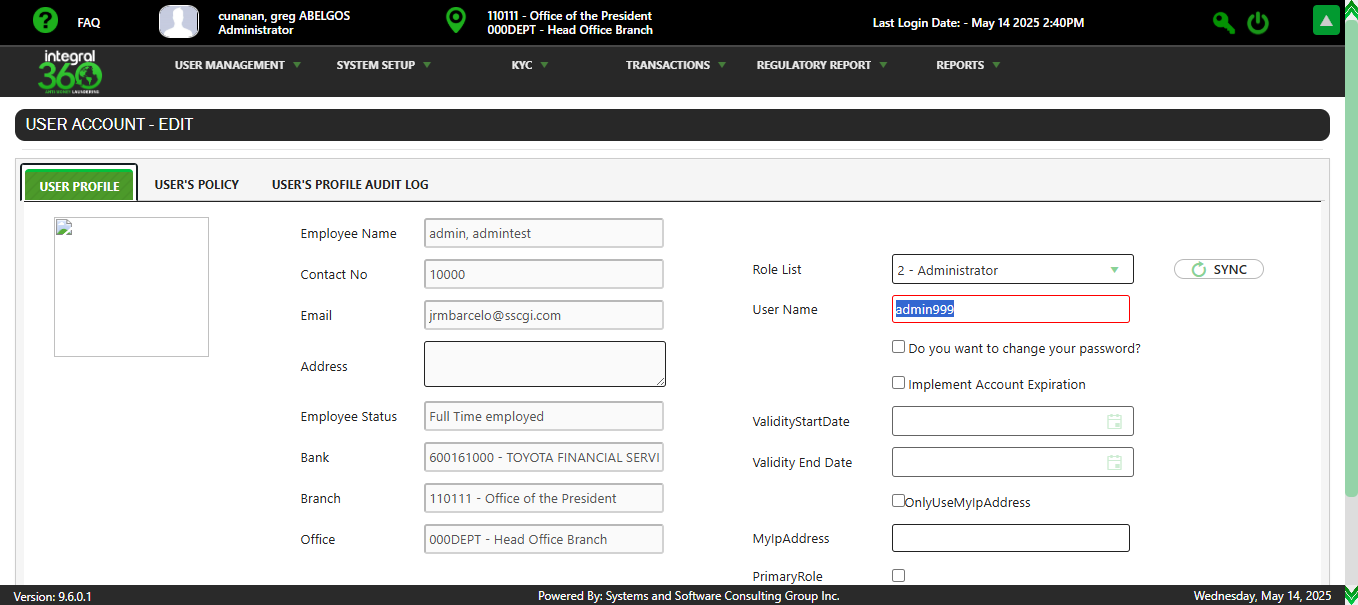 FAQ
cunanan, greg ABELGOS
Administrator
110111 - Office of the President
000DEPT - Head Office Branch
Last Login Date: - May 14 2025 2:40PM
integral
360
USER MANAGEMENT
SYSTEM SETUP
KYC
TRANSACTIONS
REGULATORY REPORT
REPORTS
USER ACCOUNT - EDIT
USER PROFILE
USER'S POLICY
USER'S PROFILE AUDIT LOG
Employee Name
admin, admintest
Contact No
10000
Email
jrmbarcelo@sscgi.com
Address
Employee Status
Full Time employed
Bank
600161000 - TOYOTA FINANCIAL SERVI
Branch
110111 - Office of the President
Office
000DEPT - Head Office Branch
Role List
2 - Administrator
SYNC
User Name
admin999
Do you want to change your password?
Implement Account Expiration
ValidityStartDate
Validity End Date
OnlyUseMyIpAddress
MyIpAddress
PrimaryRole
Version: 9.6.0.1
Powered By: Systems and Software Consulting Group Inc.
Wednesday, May 14, 2025